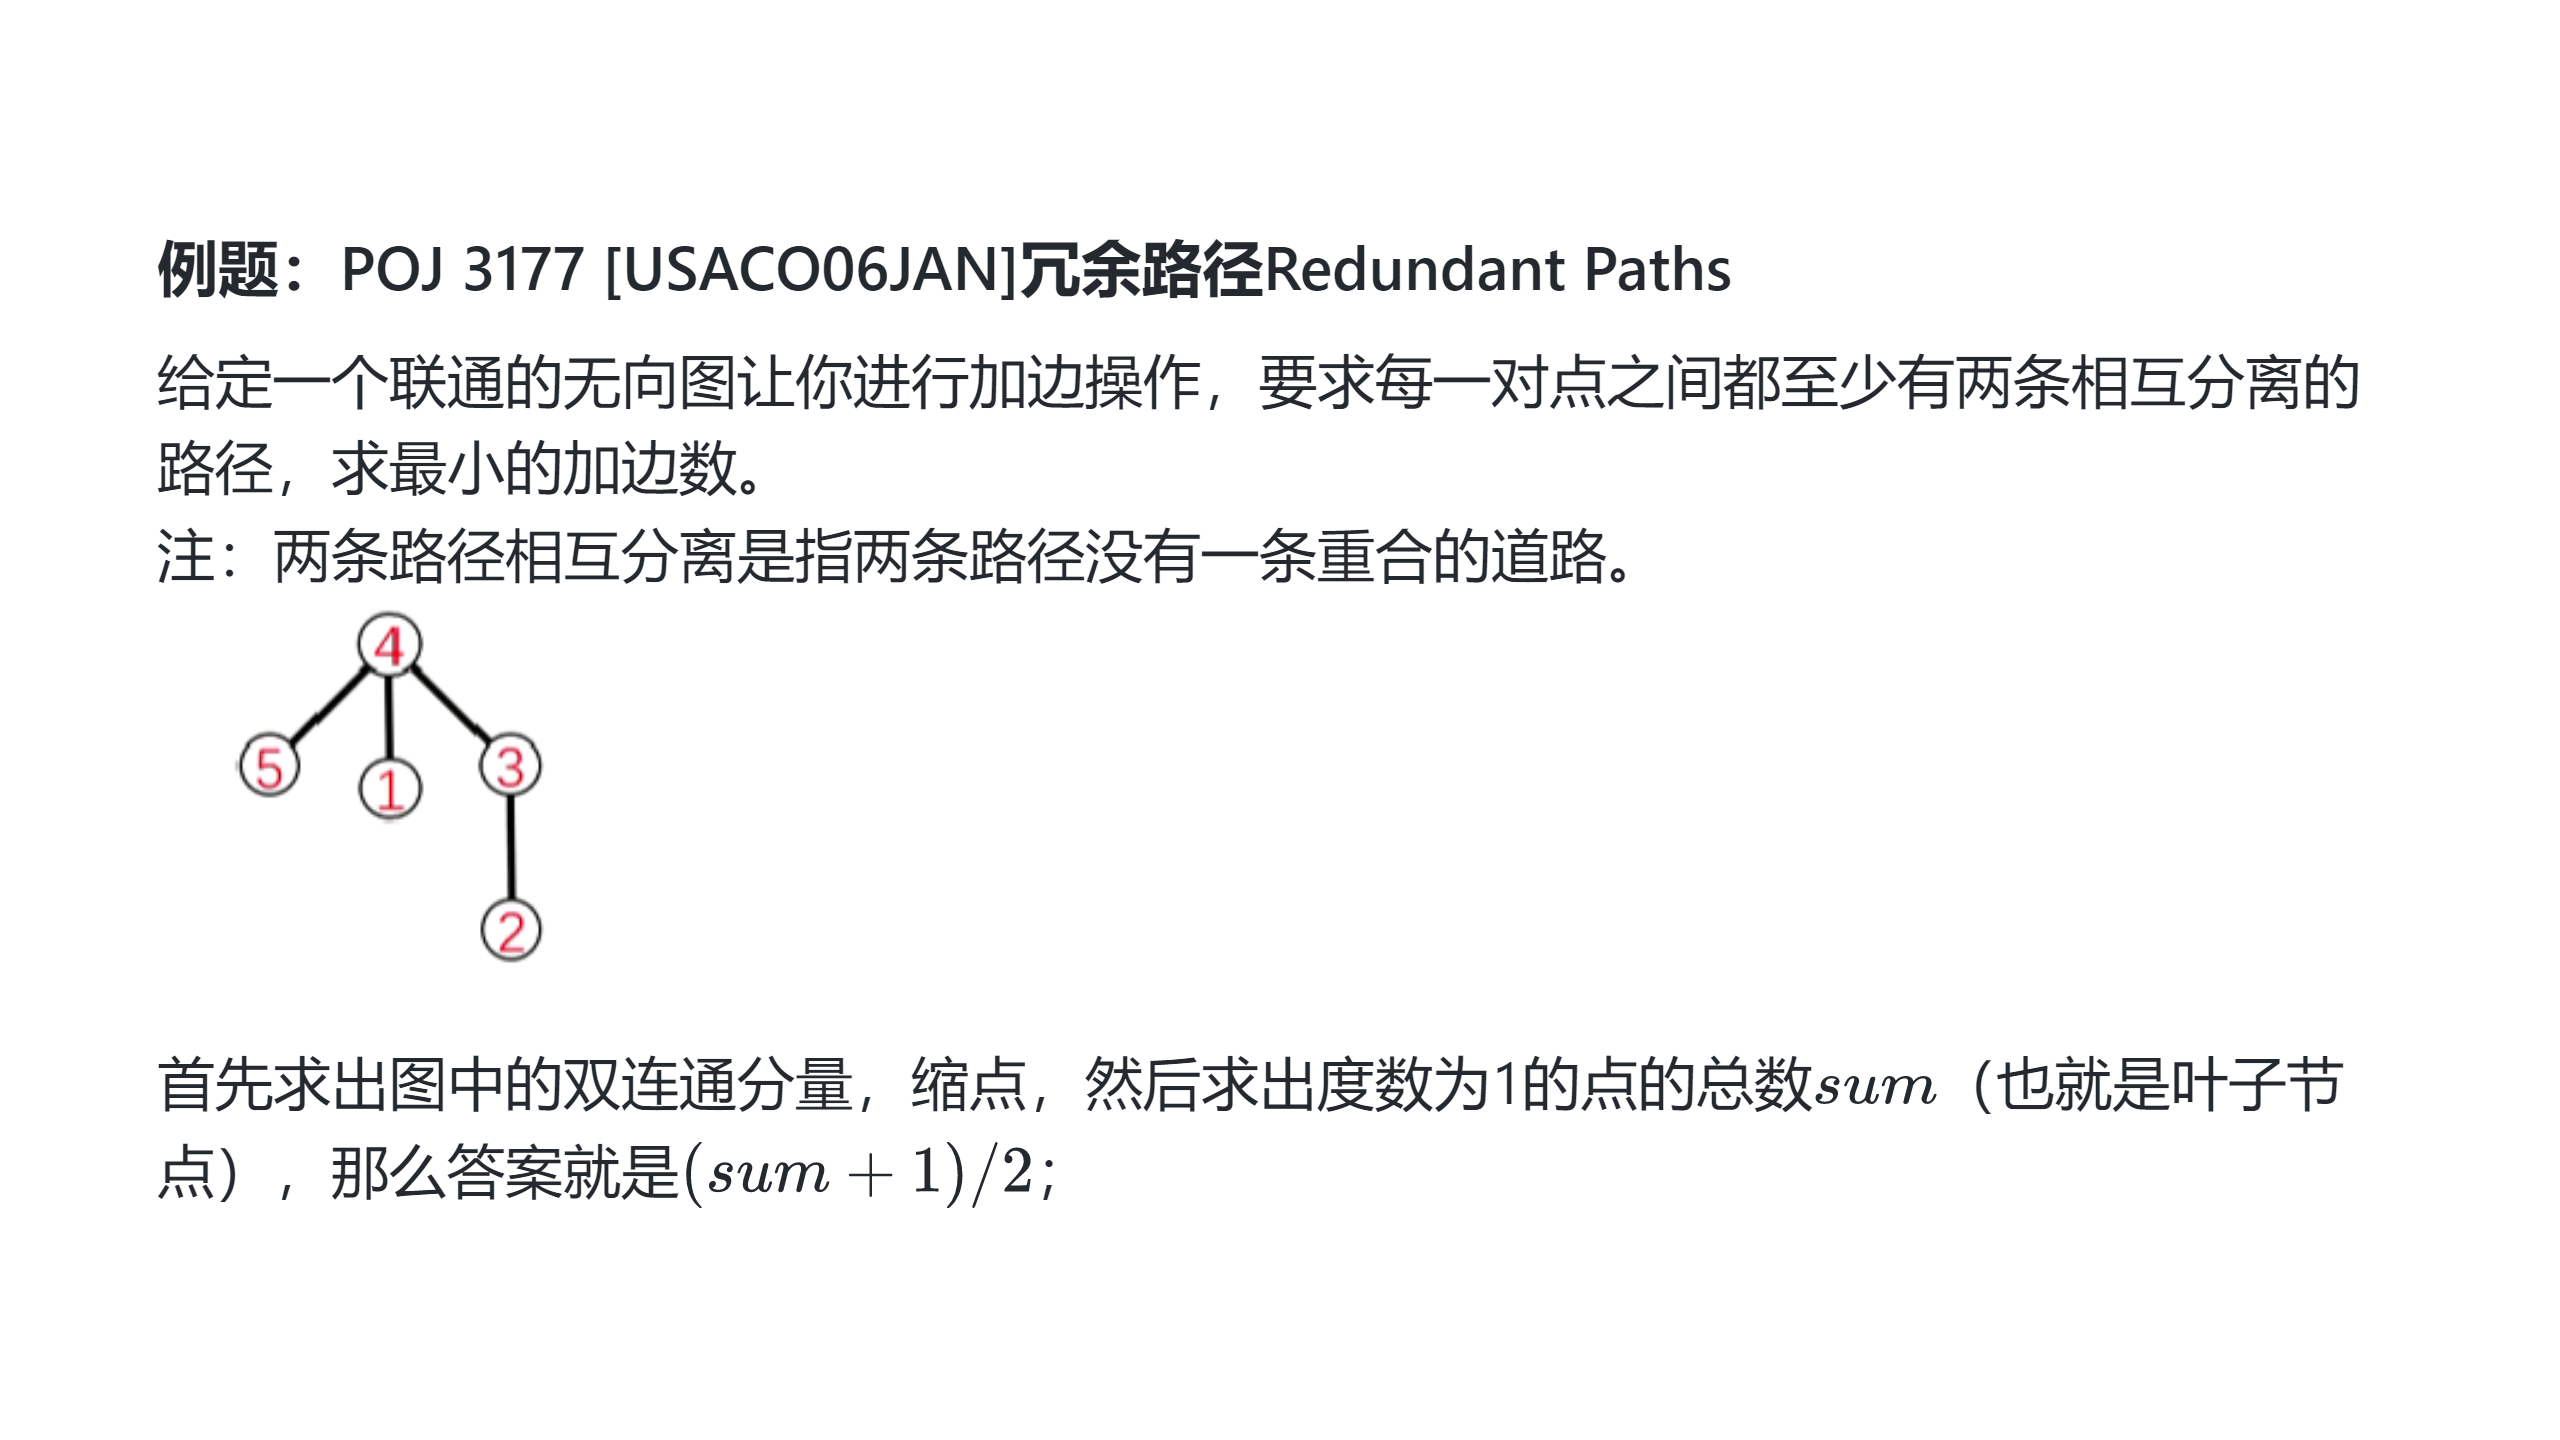 例题：POJ 3177 [USACO06JAN]冗余路径Redundant Paths
给定一个联通的无向图让你进行加边操作，要求每一对点之间都至少有两条相互分离的
路径，求最小的加边数。
注：两条路径相互分离是指两条路径没有一条重合的道路。
4
5
1
3
2
首先求出图中的双连通分量，缩点，然后求出度数为1的点的总数sum（也就是叶子节
点），那么答案就是(sum + 1)/2；